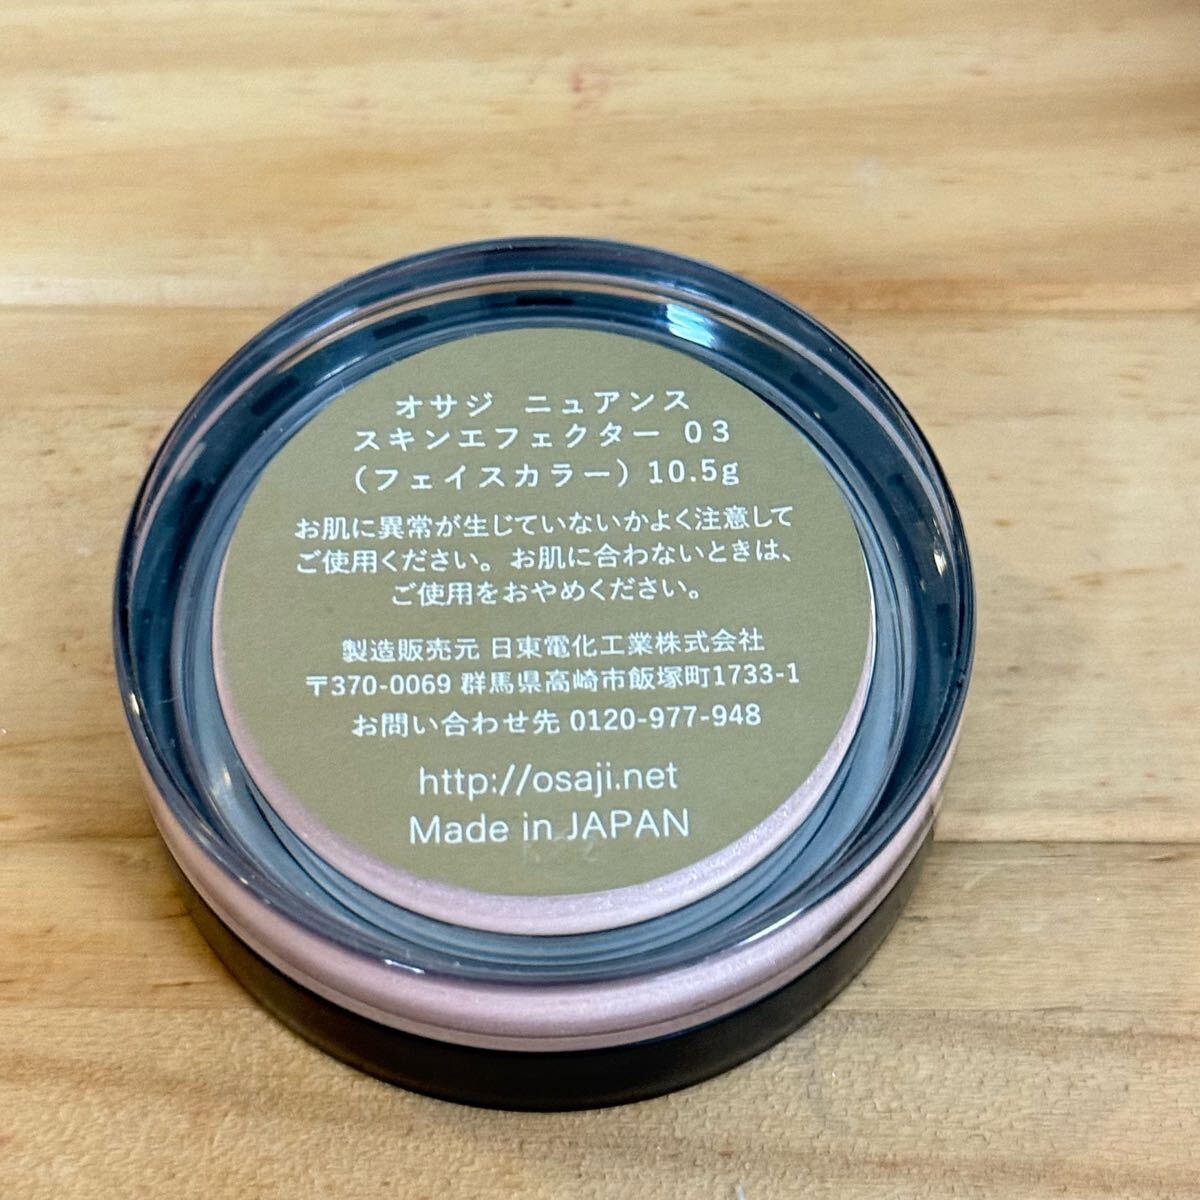 オサジ ニュアンス
スキンエフェクター 03
(フェイスカラー) 10.5g
お肌に異常が生じていないかよく注意して
ご使用ください。お肌に合わないときは、
ご使用をおやめください。
製造販売元 日東電化工業株式会社
〒370-0069 群馬県高崎市飯塚町1733-1
お問い合わせ先 0120-977-948
http://osaji.net
Made in JAPAN